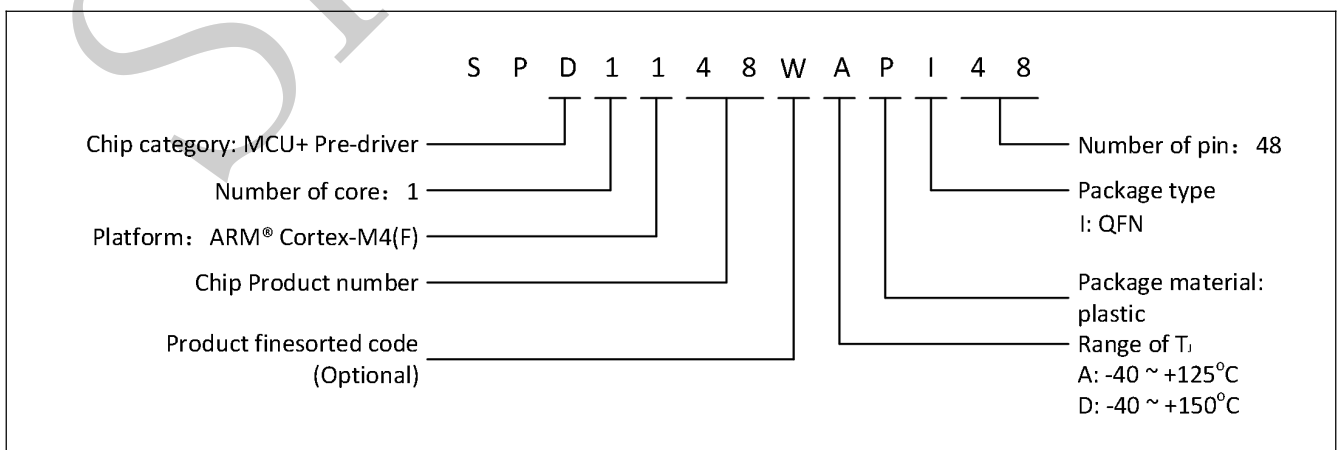 S P D 1 1 4 8 W A P I 4 8
Chip category: MCU+ Pre-driver
Number of core：1
Platform：ARM® Cortex-M4(F)
Chip Product number
Product finesorted code
(Optional)
Number of pin：48
Package type
I: QFN
Package material:
plastic
Range of TJ
A: -40 ~ +125°C
D: -40 ~ +150°C